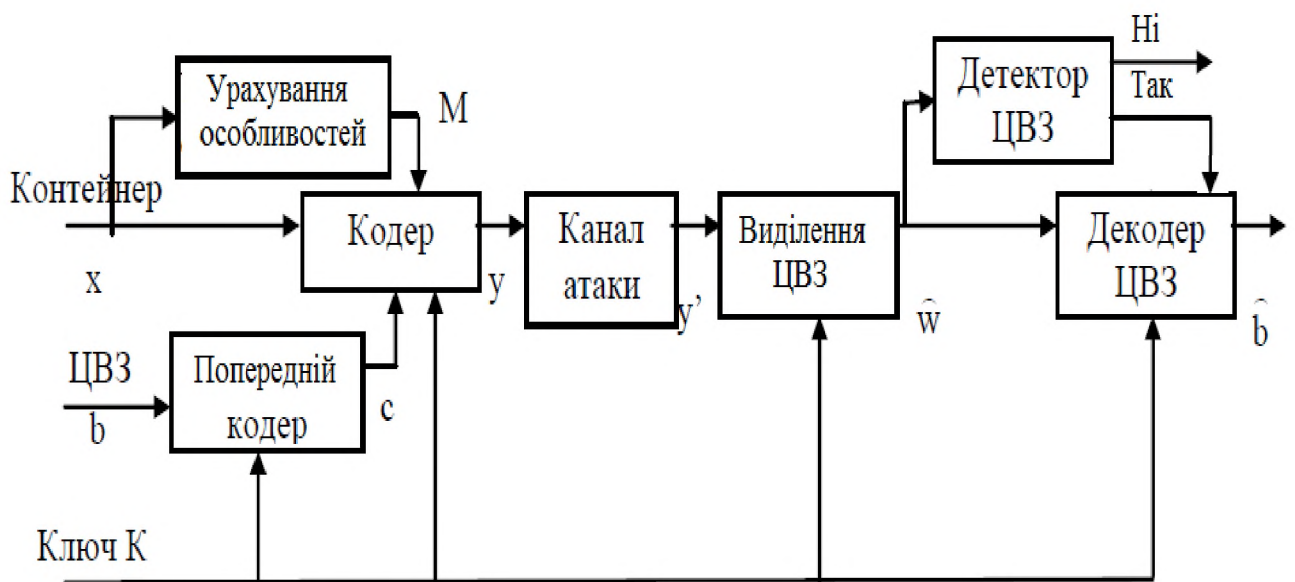 Ні
Так
Детектор
ЦВЗ
Урахування
особливостей
М
Контейнер
x
Кодер
y
Канал
атаки
y’
Виділення
ЦВЗ
ŵ
Декодер
ЦВЗ
b̂
ЦВЗ
b
Попередній
кодер
c
Ключ К